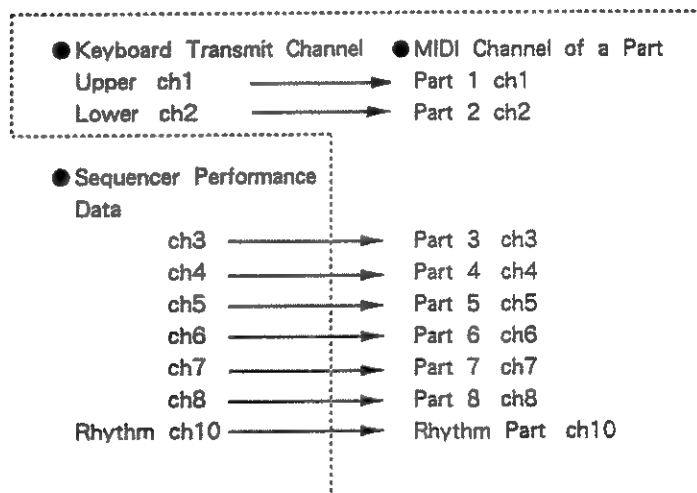 ● Keyboard Transmit Channel ● MIDI Channel of a Part
Upper ch1 Part 1 ch1
Lower ch2 Part 2 ch2
● Sequencer Performance
Data
ch3 Part 3 ch3
ch4 Part 4 ch4
ch5 Part 5 ch5
ch6 Part 6 ch6
ch7 Part 7 ch7
ch8 Part 8 ch8
Rhythm ch10 Rhythm Part ch10